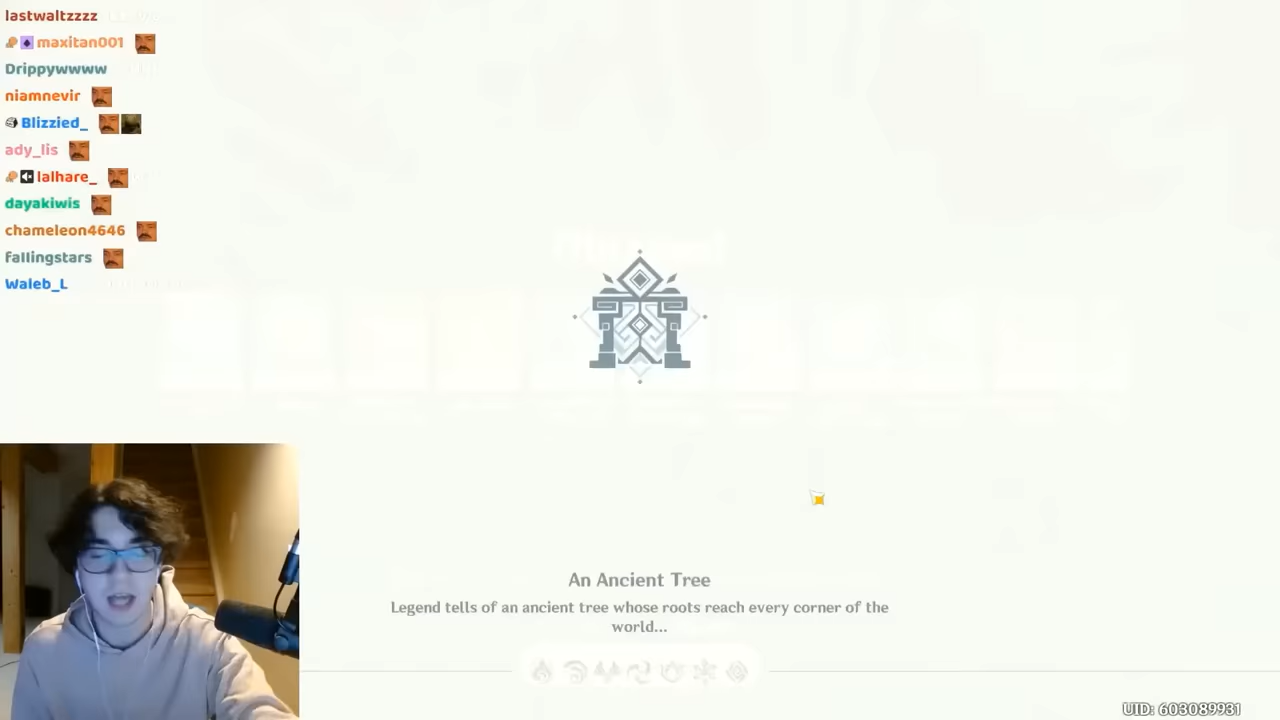 lastwaltzzzz
maxitan001
Drippywwww
niamnevir
Blizzied_
ady_lis
lalhare_
dayakiwis
chameleon4646
fallingstars
Waleb_L
An Ancient Tree
Legend tells of an ancient tree whose roots reach every corner of the
world...
UID: 603089931